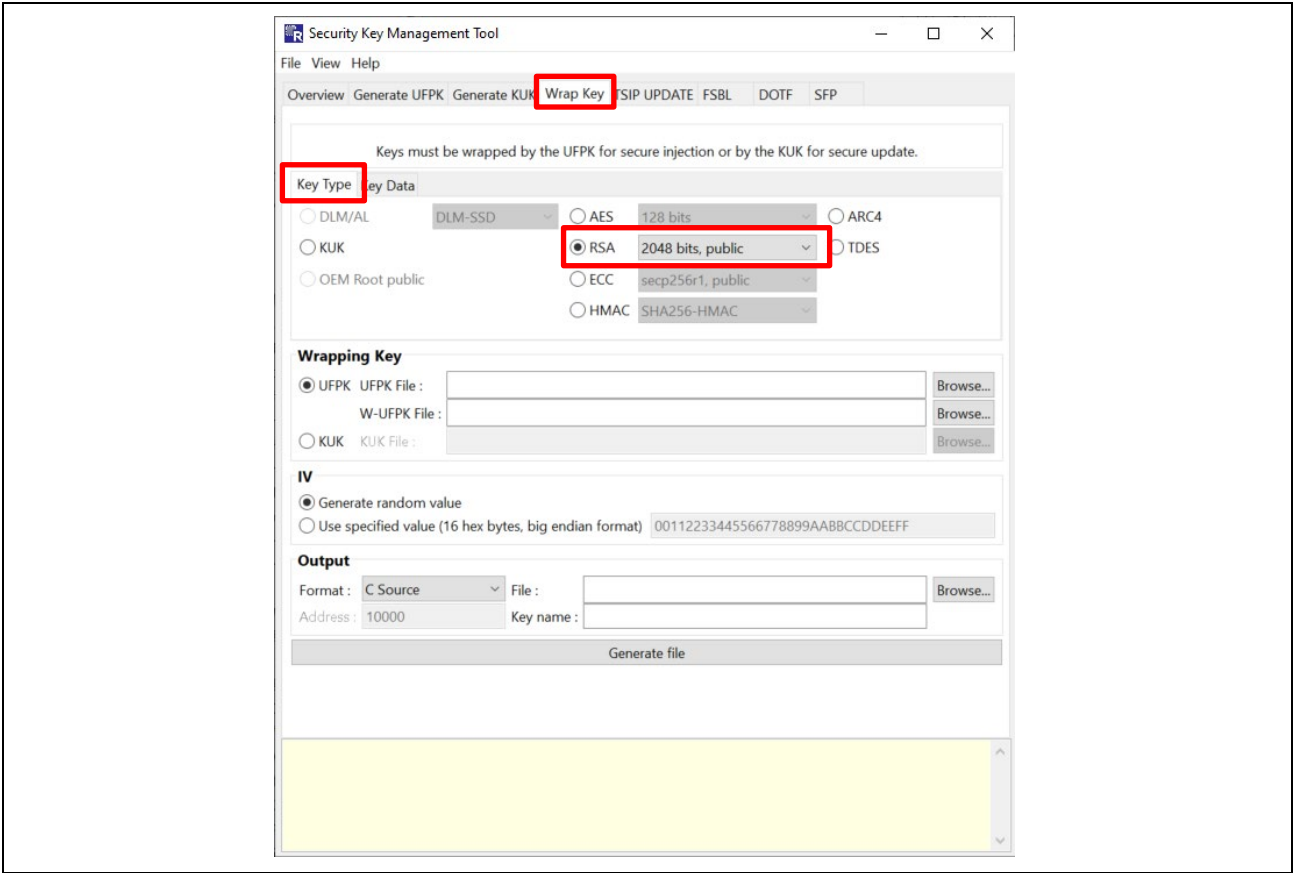 Security Key Management Tool
File View Help
Overview Generate UFPK Generate KUK Wrap Key TSIP UPDATE FSBL DOTF SFP
Keys must be wrapped by the UFPK for secure injection or by the KUK for secure update.
Key Type Key Data
DLM/AL DLM-SSD AES 128 bits ARC4
KUK RSA 2048 bits, public TDES
OEM Root public ECC secp256r1, public
HMAC SHA256-HMAC
Wrapping Key
UFPK UFPK File : Browse...
W-UFPK File : Browse...
KUK KUK File : Browse...
IV
Generate random value
Use specified value (16 hex bytes, big endian format) 00112233445566778899AABBCCDDEEFF
Output
Format : C Source File : Browse...
Address : 10000 Key name :
Generate file